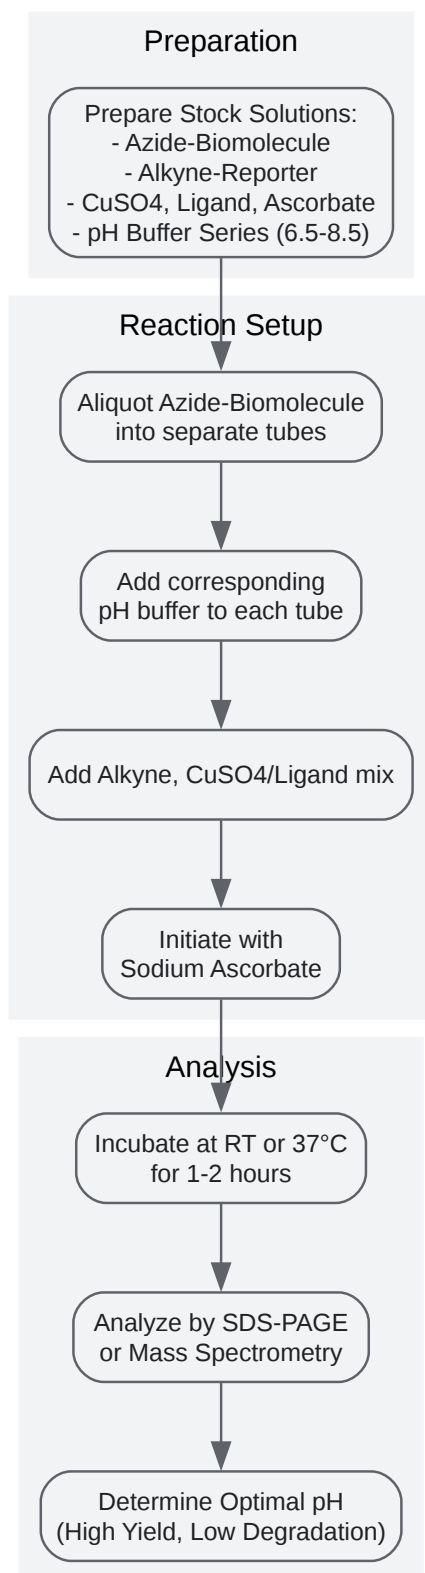 Preparation
Prepare Stock Solutions:
- Azide-Biomolecule
- Alkyne-Reporter
- CuSO4, Ligand, Ascorbate
- pH Buffer Series (6.5-8.5)
Reaction Setup
Aliquot Azide-Biomolecule
into separate tubes
Add corresponding
pH buffer to each tube
Add Alkyne, CuSO4/Ligand mix
Initiate with
Sodium Ascorbate
Analysis
Incubate at RT or 37°C
for 1-2 hours
Analyze by SDS-PAGE
or Mass Spectrometry
Determine Optimal pH
(High Yield, Low Degradation)